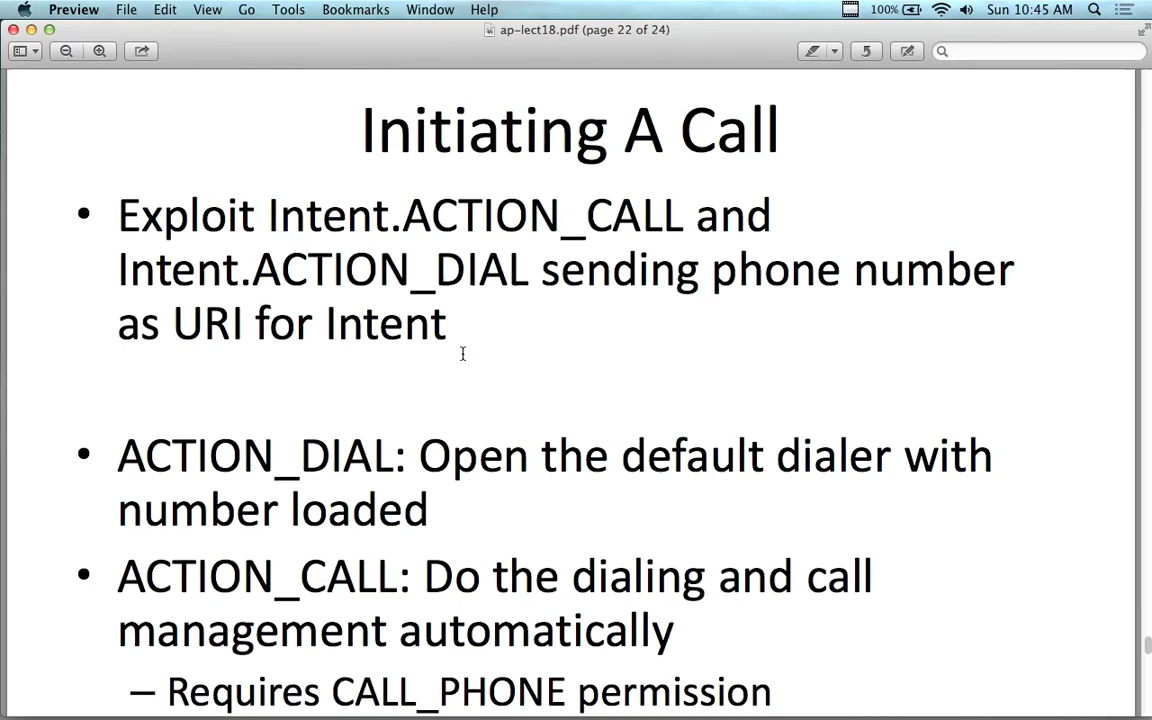 Preview File Edit View Go Tools Bookmarks Window Help 100% Sun 10:45 AM
ap-lect18.pdf (page 22 of 24)
Initiating A Call
• Exploit Intent.ACTION_CALL and
Intent.ACTION_DIAL sending phone number
as URI for Intent
• ACTION_DIAL: Open the default dialer with
number loaded
• ACTION_CALL: Do the dialing and call
management automatically
– Requires CALL_PHONE permission